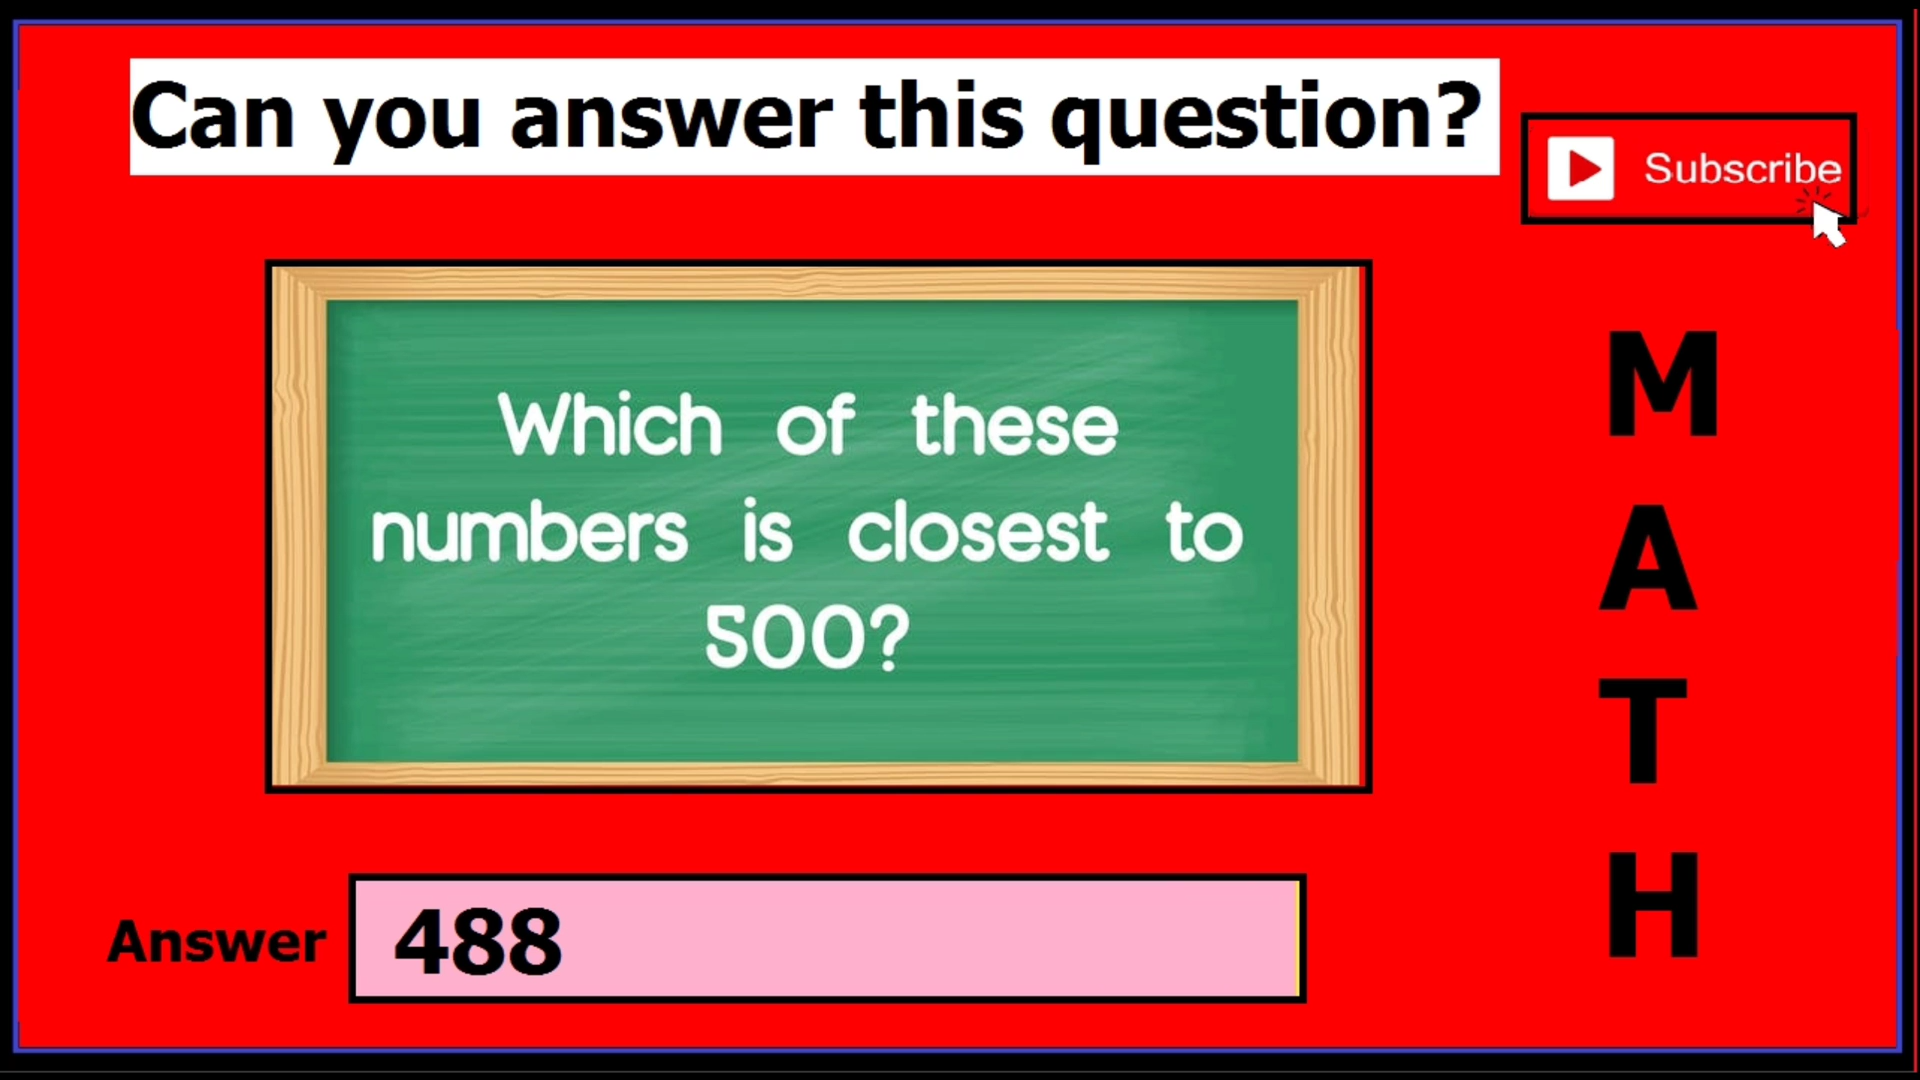 Can you answer this question?
Subscribe
Which of these
numbers is closest to
500?
M
A
T
H
Answer 488